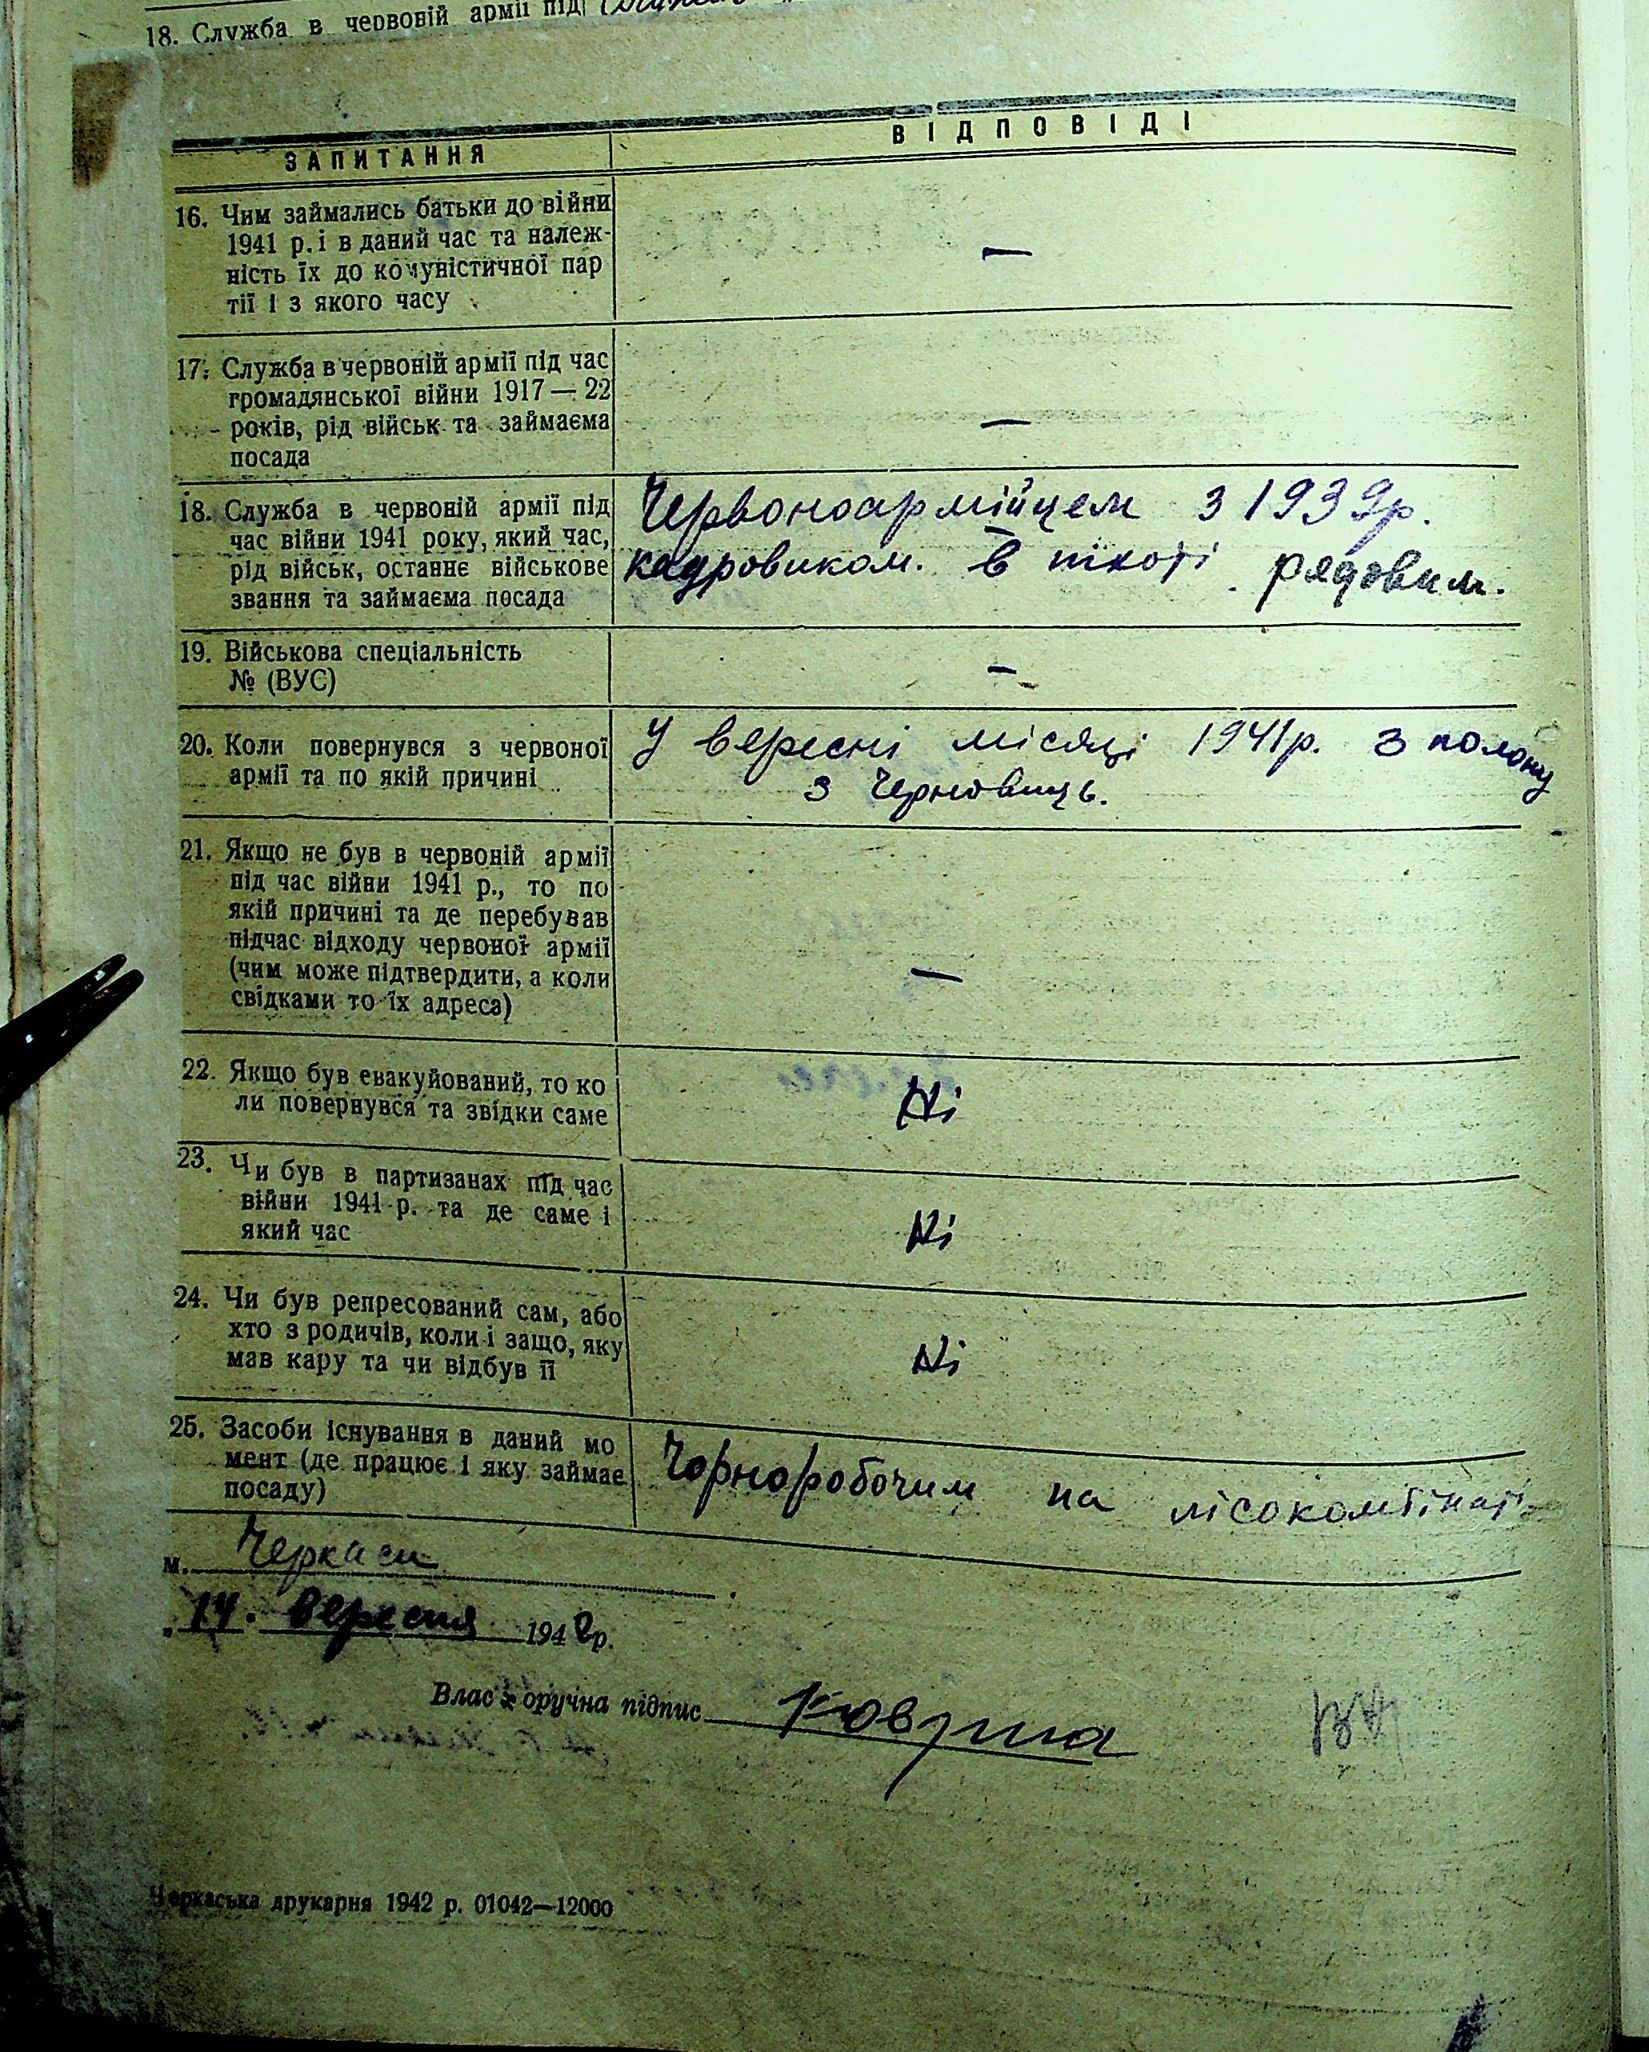 18. Служба в червоній армії під
ЗАПИТАННЯ
ВІДПОВІДІ
16. Чим займались батьки до війни
1941 р. і в даний час та належ-
ність їх до комуністичної пар
тії і з якого часу
—
17. Служба в червоній армії під час
громадянської війни 1917 — 22
років, рід військ та займаєма
посада
—
18. Служба в червоній армії під
час війни 1941 року, який час,
рід військ, останнє військове
звання та займаєма посада
Червоноармійцем з 1939р.
кадровиком. в піхоті. рядовим.
19. Військова спеціальність
№ (ВУС)
—
20. Коли повернувся з червоної
армії та по якій причині
У вересні місяці 1941р. з полону
з Черновиць.
21. Якщо не був в червоній армії
під час війни 1941 р., то по
якій причині та де перебував
підчас відходу червоної армії
(чим може підтвердити, а коли
свідками то їх адреса)
—
22. Якщо був евакуйований, то ко
ли повернувся та звідки саме
Ні
23. Чи був в партизанах під час
війни 1941 р. та де саме і
який час
Ні
24. Чи був репресований сам, або
хто з родичів, коли і защо, яку
мав кару та чи відбув її
Ні
25. Засоби існування в даний мо
мент (де працює і яку займає
посаду)
Чорноробочим на лісокомбінаті
м. Черкаси
„14. вересня 1942р.
Влас оручна підпис
Черкаська друкарня 1942 р. 01042—12000